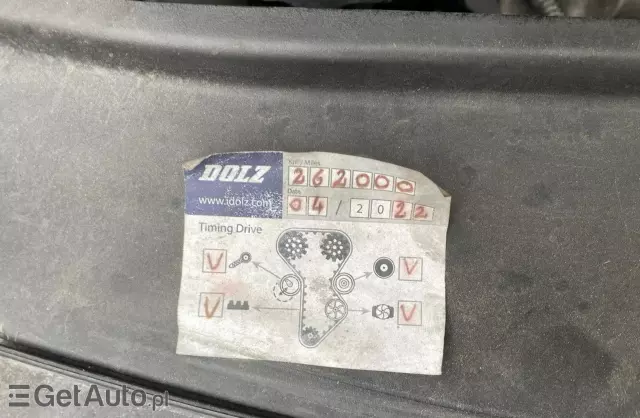 DOLZ
www.idolz.com
Km / Miles
262000
Date
04 / 2022
Timing Drive
V
V
V
V
GetAuto.pl